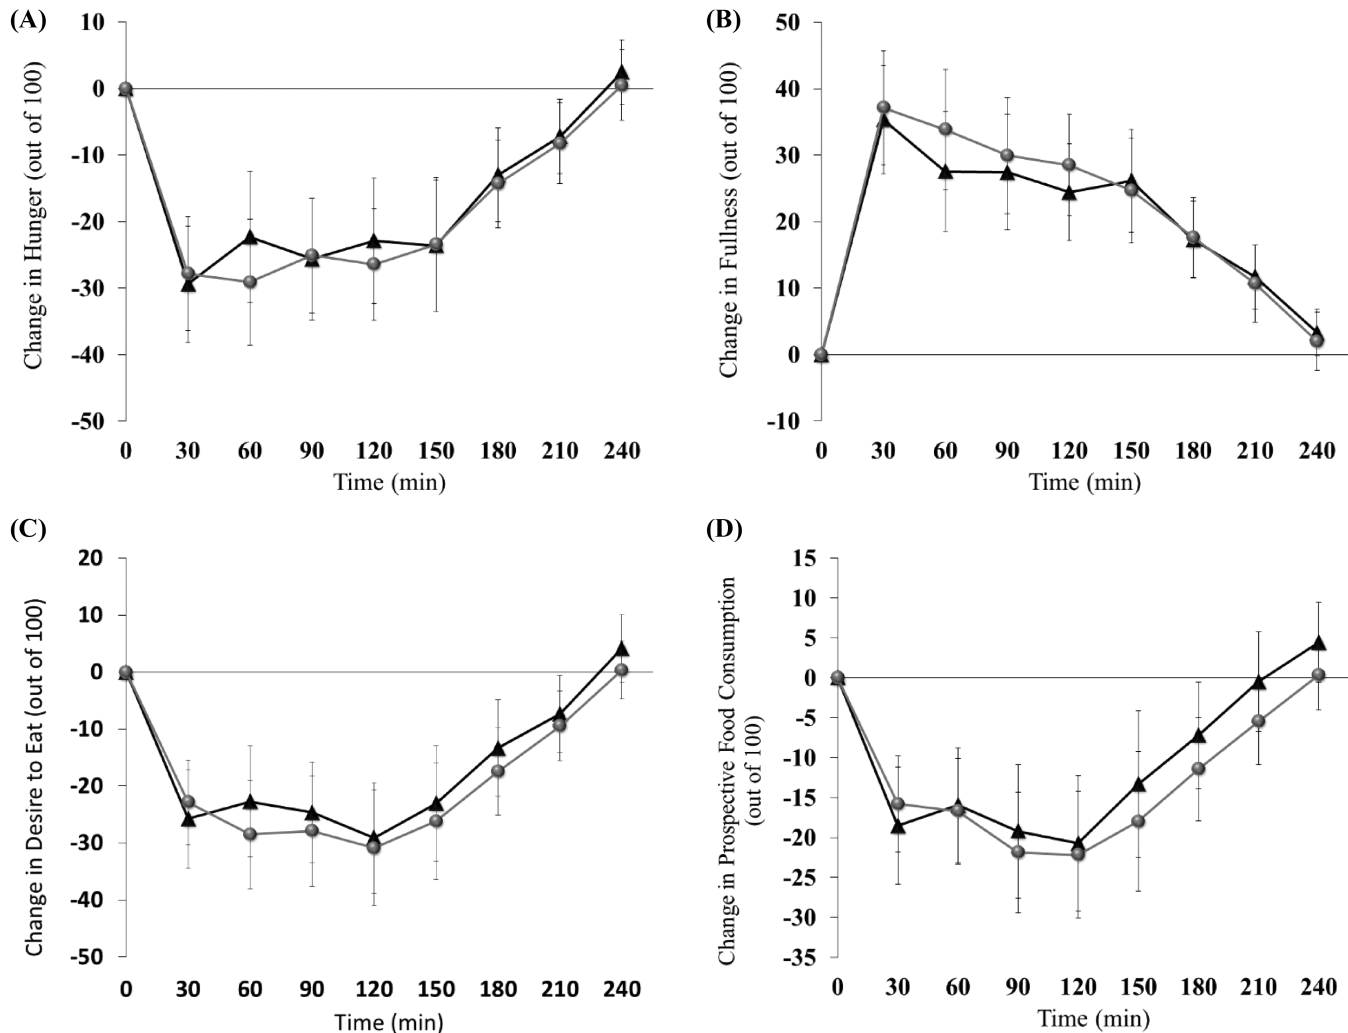 (A)
10
0
-10
-20
-30
-40
-50
Change in Hunger (out of 100)
0 30 60 90 120 150 180 210 240
Time (min)
(B)
50
40
30
20
10
0
-10
Change in Fullness (out of 100)
0 30 60 90 120 150 180 210 240
Time (min)
(C)
20
10
0
-10
-20
-30
-40
-50
Change in Desire to Eat (out of 100)
0 30 60 90 120 150 180 210 240
Time (min)
(D)
15
10
5
0
-5
-10
-15
-20
-25
-30
-35
Change in Prospective Food Consumption
(out of 100)
0 30 60 90 120 150 180 210 240
Time (min)